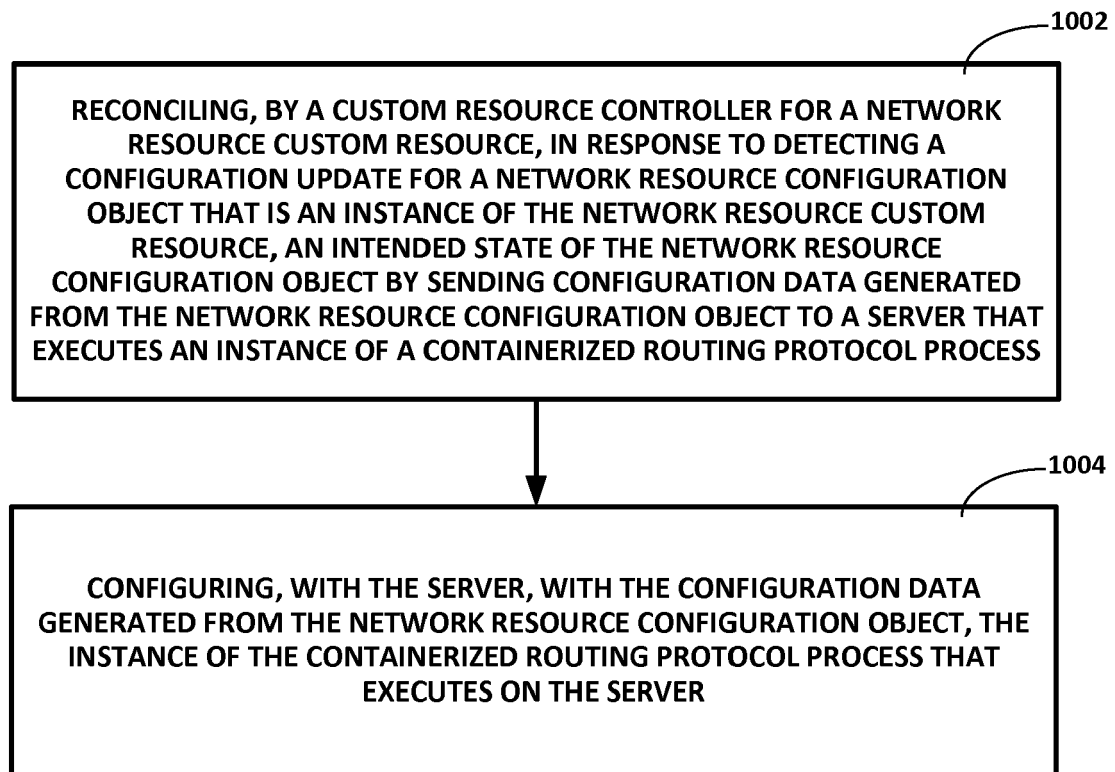 1002
RECONCILING, BY A CUSTOM RESOURCE CONTROLLER FOR A NETWORK
RESOURCE CUSTOM RESOURCE, IN RESPONSE TO DETECTING A
CONFIGURATION UPDATE FOR A NETWORK RESOURCE CONFIGURATION
OBJECT THAT IS AN INSTANCE OF THE NETWORK RESOURCE CUSTOM
RESOURCE, AN INTENDED STATE OF THE NETWORK RESOURCE
CONFIGURATION OBJECT BY SENDING CONFIGURATION DATA GENERATED
FROM THE NETWORK RESOURCE CONFIGURATION OBJECT TO A SERVER THAT
EXECUTES AN INSTANCE OF A CONTAINERIZED ROUTING PROTOCOL PROCESS
1004
CONFIGURING, WITH THE SERVER, WITH THE CONFIGURATION DATA
GENERATED FROM THE NETWORK RESOURCE CONFIGURATION OBJECT, THE
INSTANCE OF THE CONTAINERIZED ROUTING PROTOCOL PROCESS THAT
EXECUTES ON THE SERVER